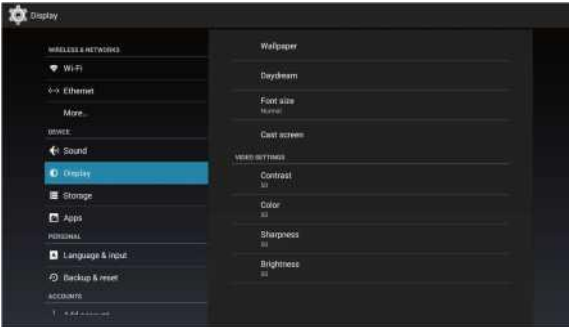 Display
WIRELESS & NETWORKS
Wi-Fi
Ethernet
More...
DEVICE
Sound
Display
Storage
Apps
PERSONAL
Language & input
Backup & reset
ACCOUNTS
Wallpaper
Daydream
Font size
Normal
Cast screen
VIDEO SETTINGS
Contrast
Color
Sharpness
Brightness